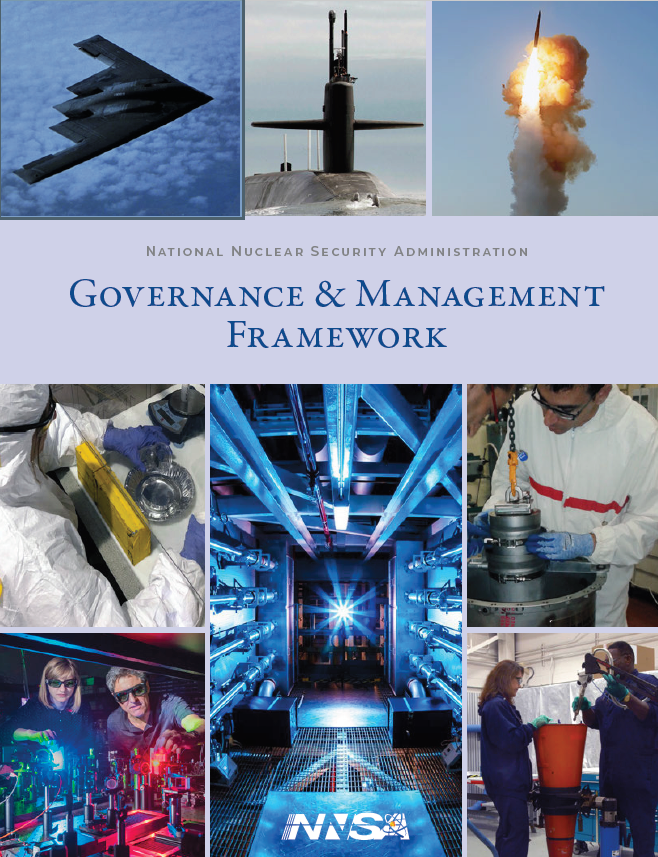 National Nuclear Security Administration
Governance & Management
Framework
NNSA